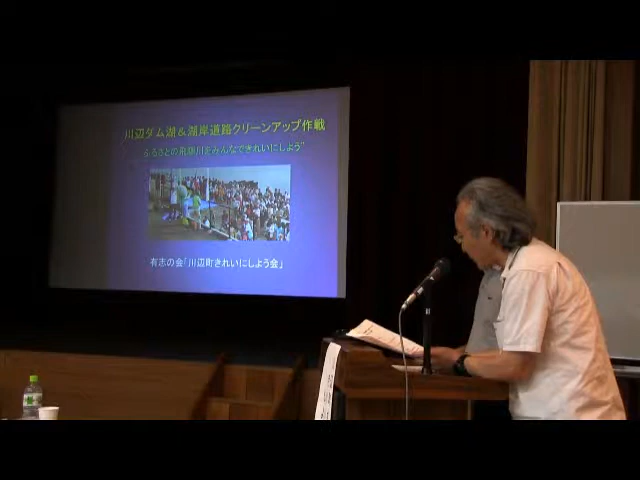 川辺ダム湖&湖岸道路クリーンアップ作戦
ふるさとの飛騨川をみんなできれいにしよう"
有志の会「川辺町きれいにしよう会」